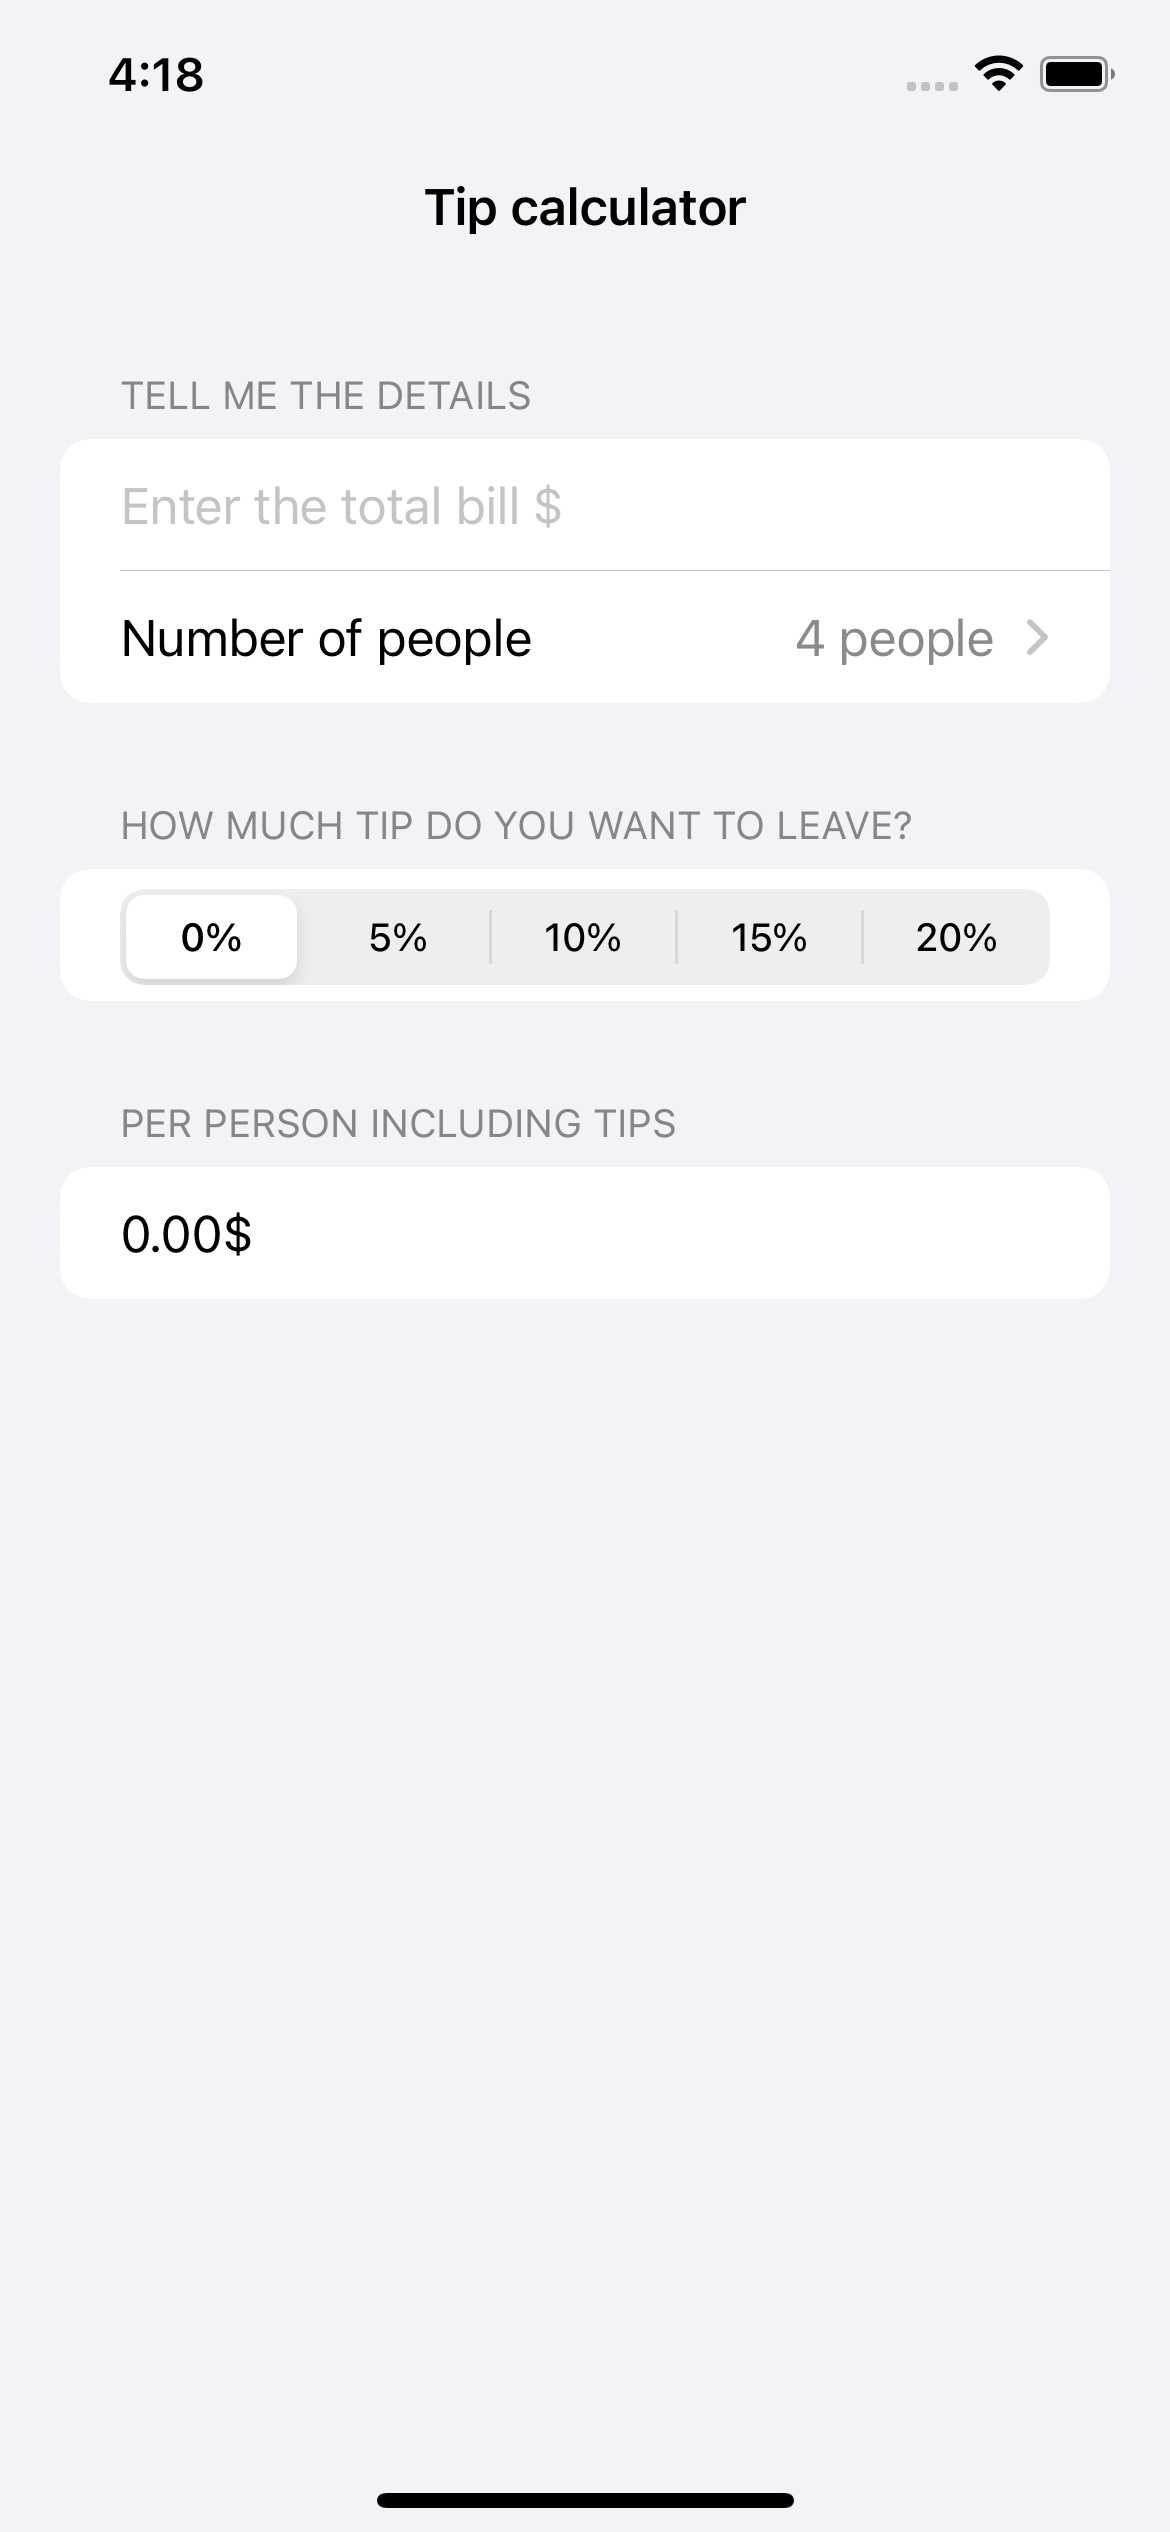 4:18
Tip calculator
TELL ME THE DETAILS
Enter the total bill $
Number of people 4 people
HOW MUCH TIP DO YOU WANT TO LEAVE?
0% 5% 10% 15% 20%
PER PERSON INCLUDING TIPS
0.00$